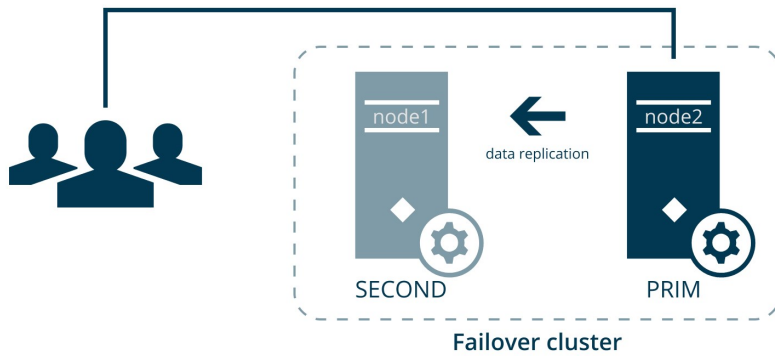 node1
node2
data replication
SECOND
PRIM
Failover cluster